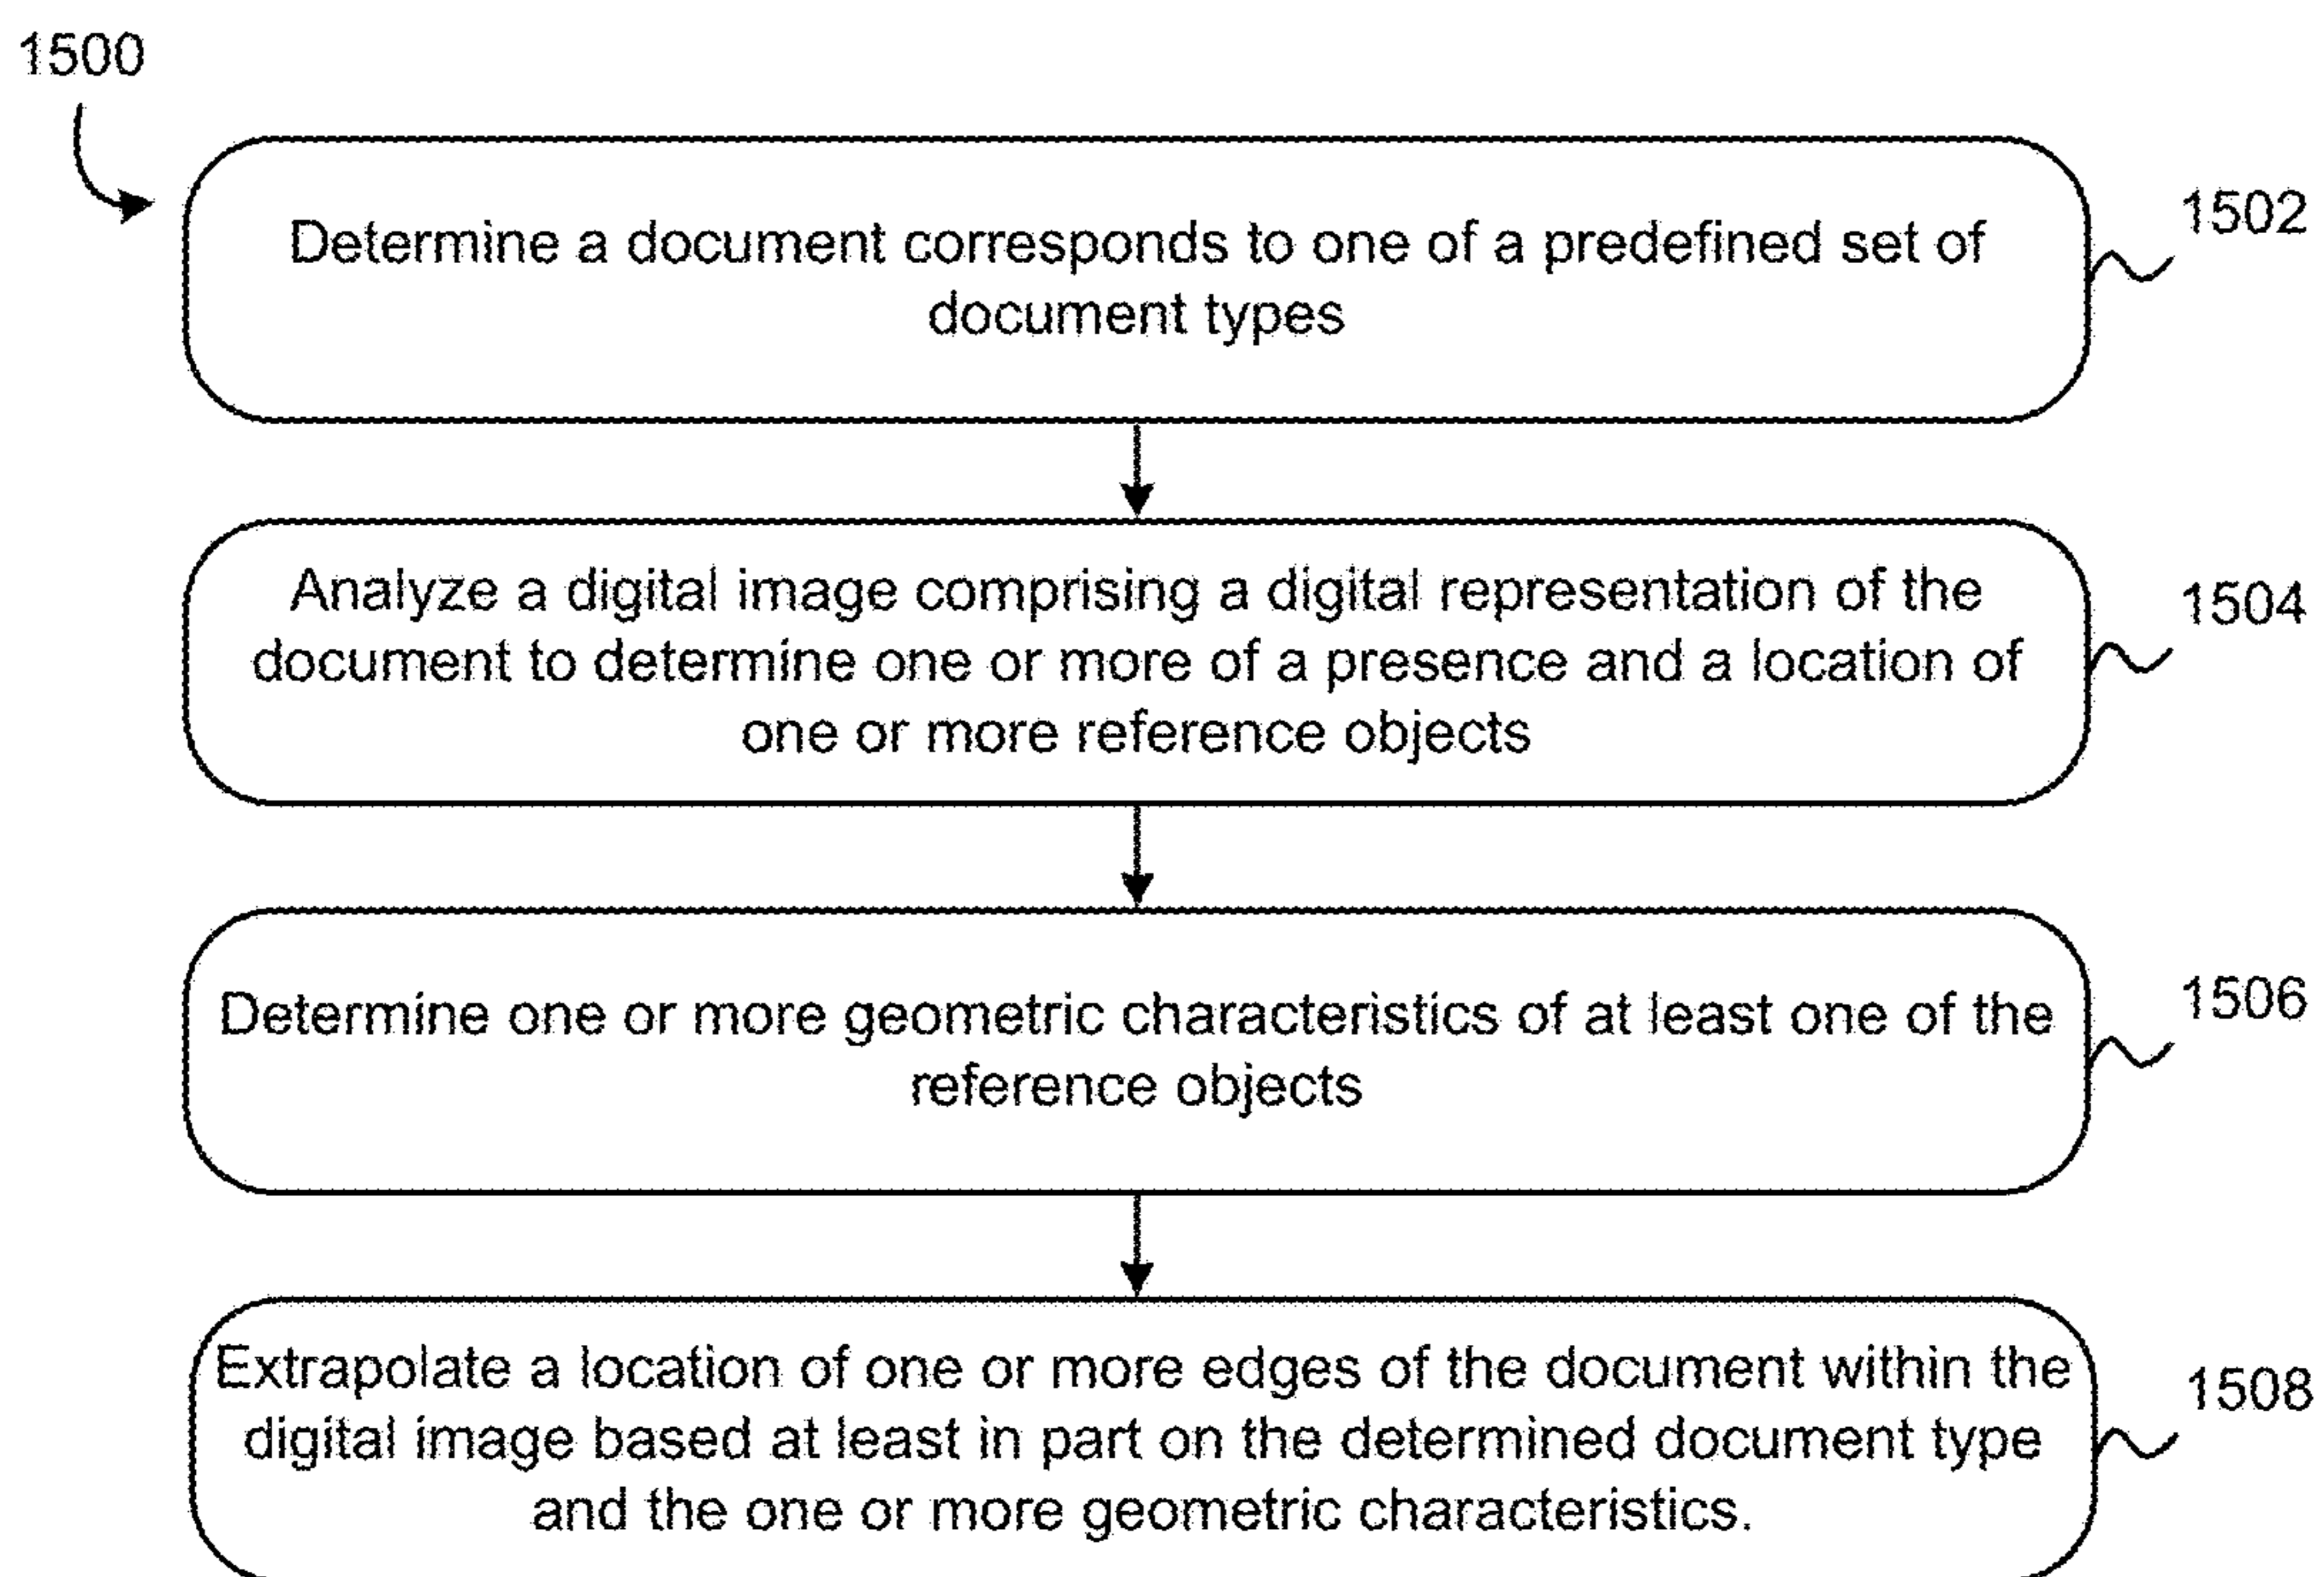 1500
Determine a document corresponds to one of a predefined set of
document types
1502
Analyze a digital image comprising a digital representation of the
document to determine one or more of a presence and a location of
one or more reference objects
1504
Determine one or more geometric characteristics of at least one of the
reference objects
1506
Extrapolate a location of one or more edges of the document within the
digital image based at least in part on the determined document type
and the one or more geometric characteristics.
1508